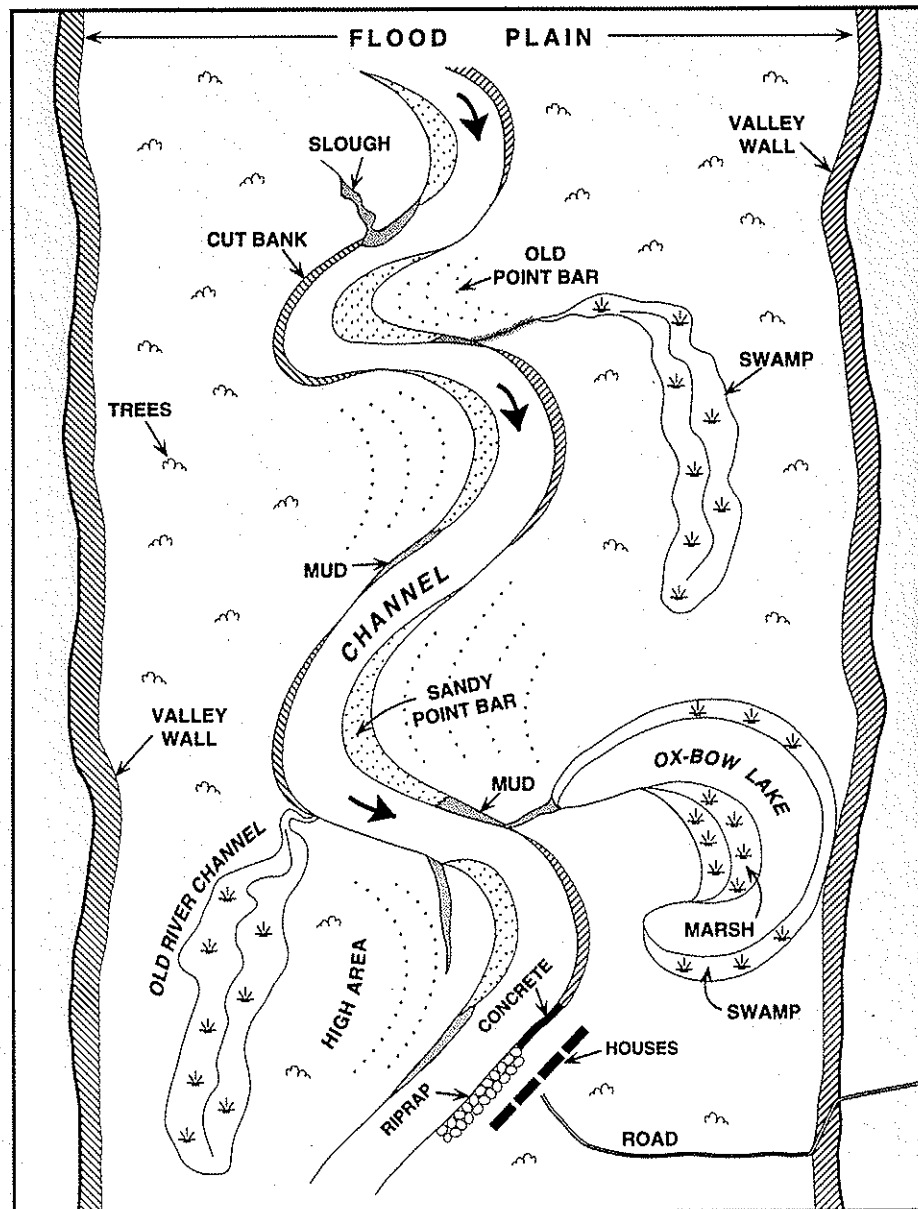 FLOOD PLAIN
VALLEY
WALL
SLOUGH
CUT BANK
OLD
POINT BAR
SWAMP
TREES
MUD
CHANNEL
SANDY
POINT BAR
VALLEY
WALL
OX-BOW LAKE
MUD
OLD RIVER CHANNEL
MARSH
HIGH AREA
CONCRETE
SWAMP
HOUSES
RIPRAP
ROAD